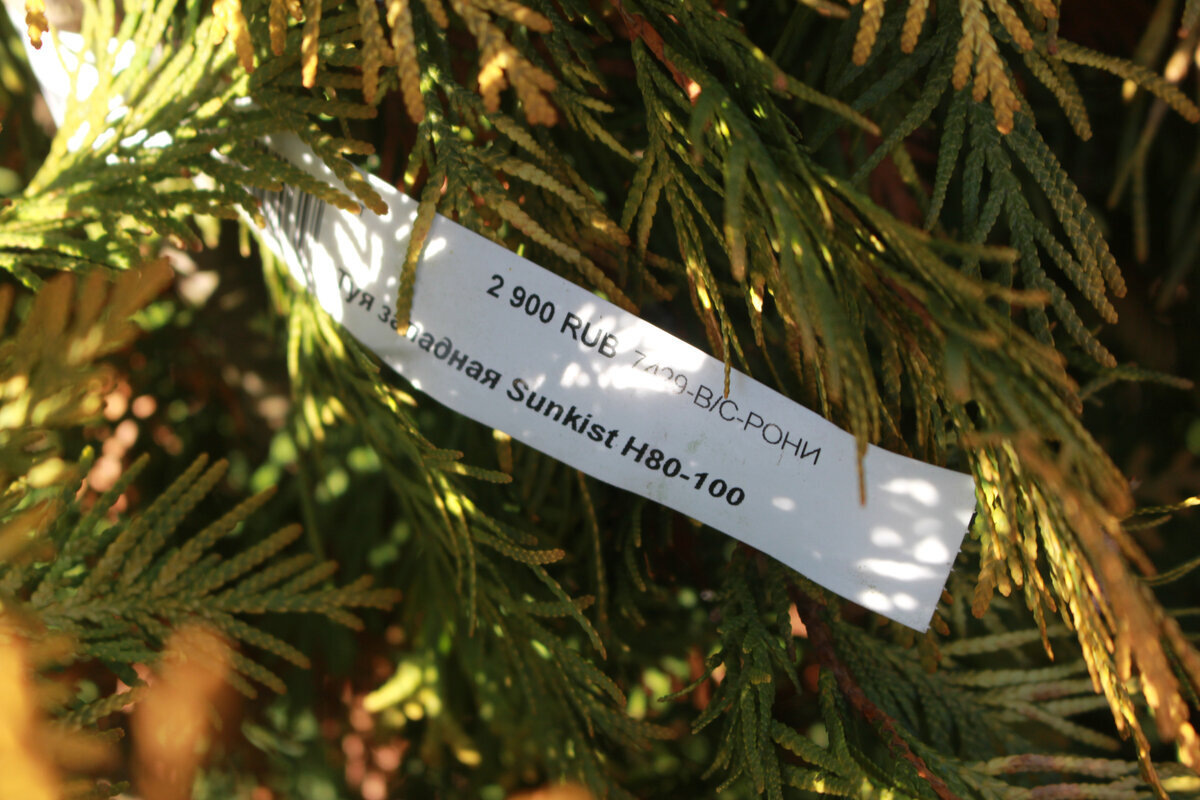 2 900 RUB 7429-В/С-РОНИ
Туя западная Sunkist H80-100